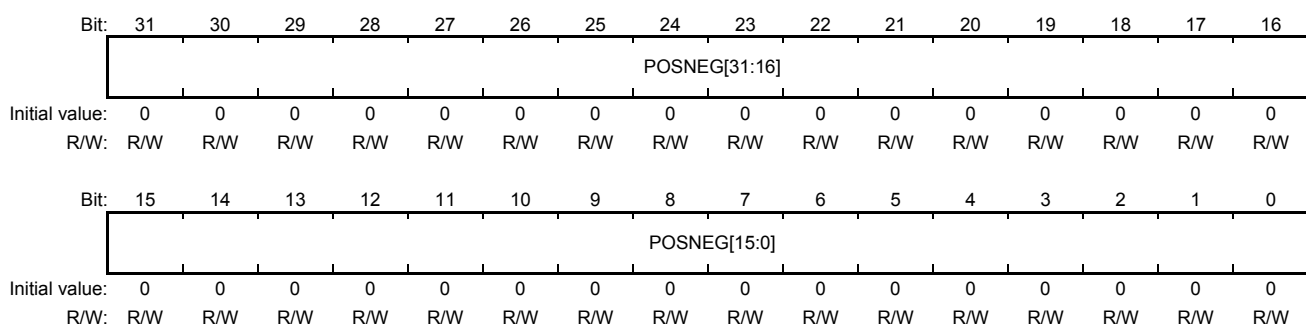 Bit: 31 30 29 28 27 26 25 24 23 22 21 20 19 18 17 16
POSNEG[31:16]
Initial value: 0 0 0 0 0 0 0 0 0 0 0 0 0 0 0 0
R/W: R/W R/W R/W R/W R/W R/W R/W R/W R/W R/W R/W R/W R/W R/W R/W R/W
Bit: 15 14 13 12 11 10 9 8 7 6 5 4 3 2 1 0
POSNEG[15:0]
Initial value: 0 0 0 0 0 0 0 0 0 0 0 0 0 0 0 0
R/W: R/W R/W R/W R/W R/W R/W R/W R/W R/W R/W R/W R/W R/W R/W R/W R/W